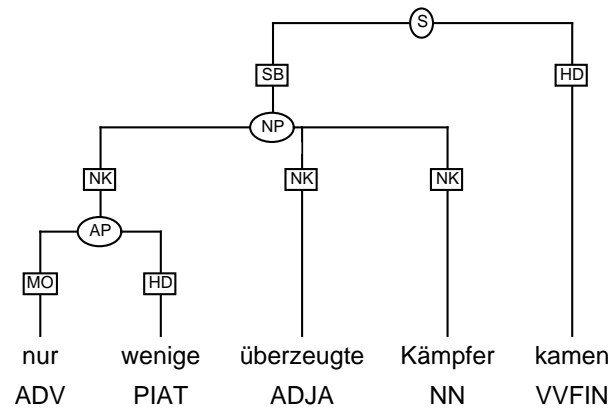 S
SB HD
NP
NK NK NK
AP
MO HD
nur wenige überzeugte Kämpfer kamen
ADV PIAT ADJA NN VVFIN